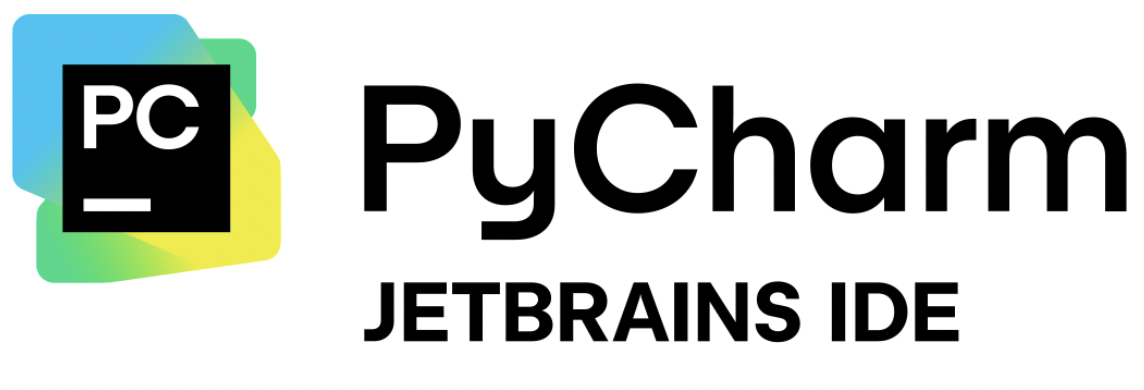 PC
PyCharm
JETBRAINS IDE